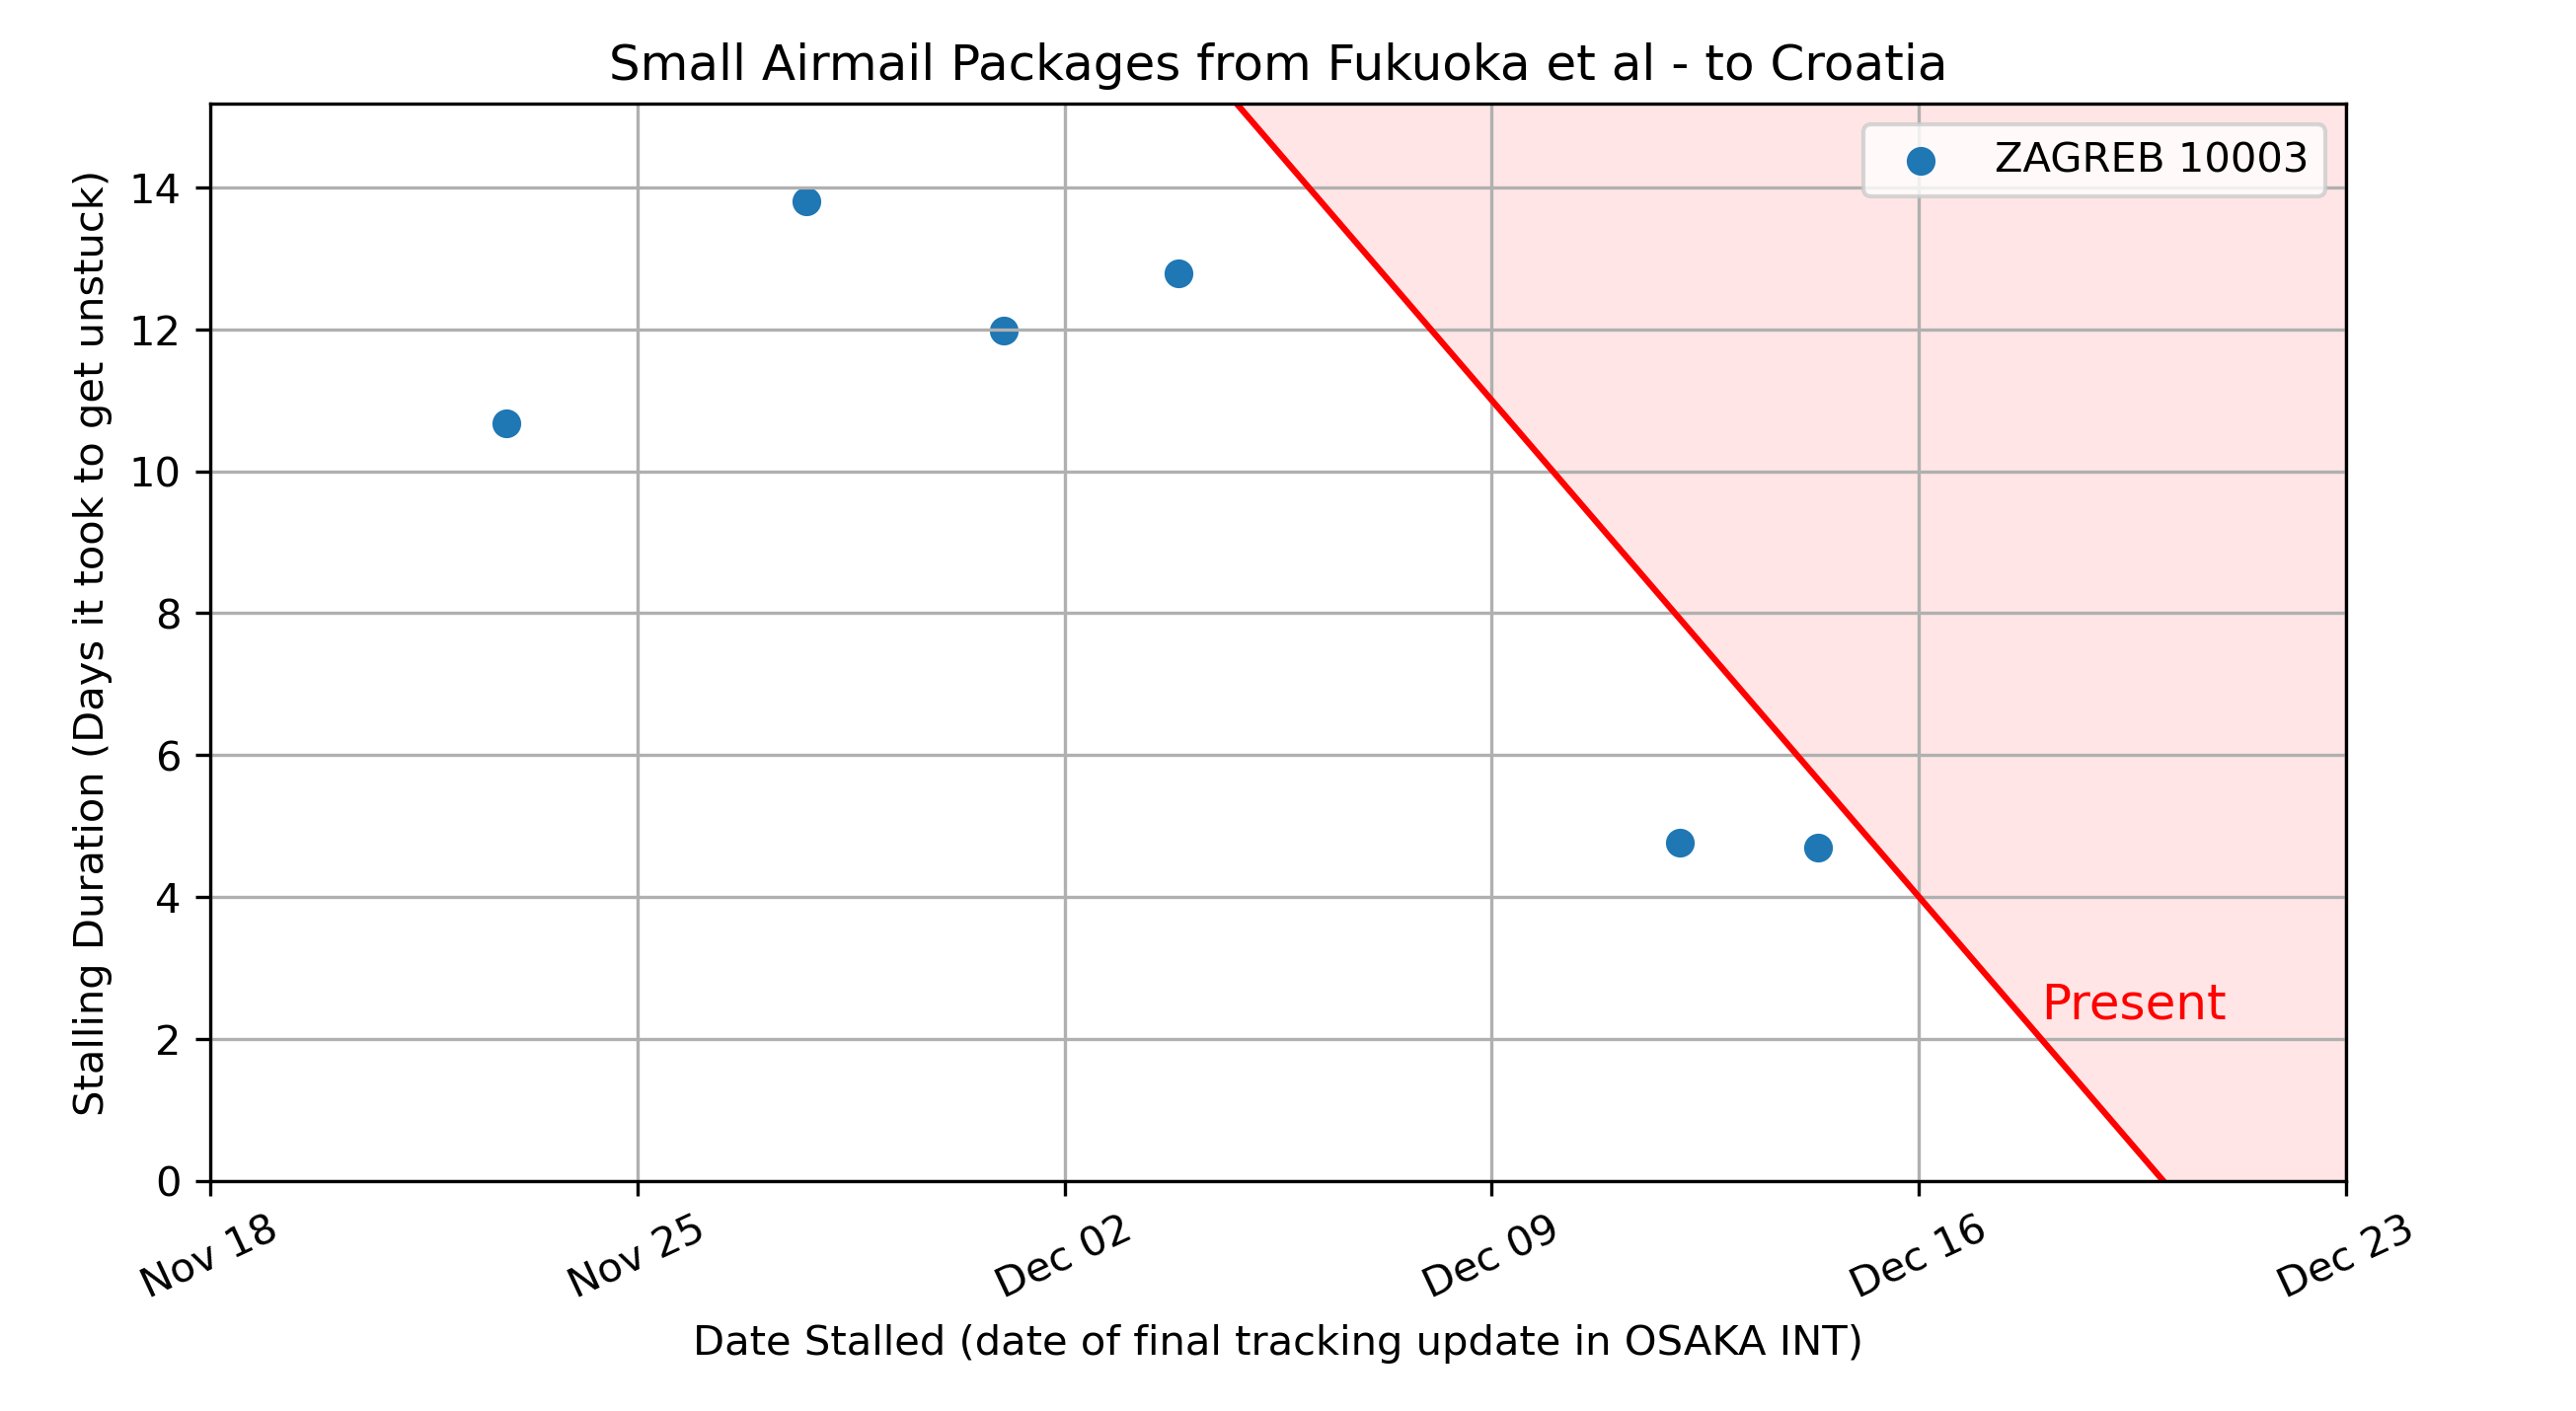 Small Airmail Packages from Fukuoka et al - to Croatia
ZAGREB 10003
Stalling Duration (Days it took to get unstuck)
14
12
10
8
6
4
2
0
Present
Nov 18
Nov 25
Dec 02
Dec 09
Dec 16
Dec 23
Date Stalled (date of final tracking update in OSAKA INT)